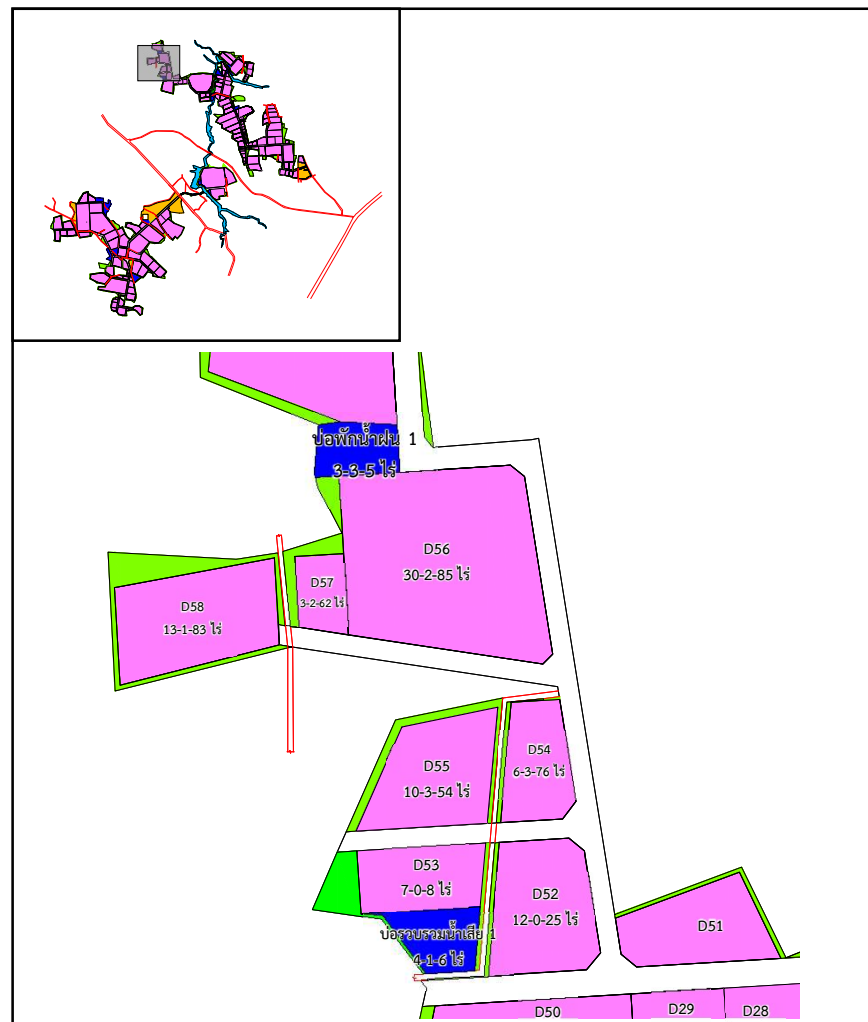 บ่อพักน้ำฝน 1
3-3-5 ไร่
D56
30-2-85 ไร่
D57
3-2-62 ไร่
D58
13-1-83 ไร่
D54
6-3-76 ไร่
D55
10-3-54 ไร่
D53
7-0-8 ไร่
D52
12-0-25 ไร่
บ่อรวบรวมน้ำเสีย 1
4-1-6 ไร่
D51
D50
D29
D28